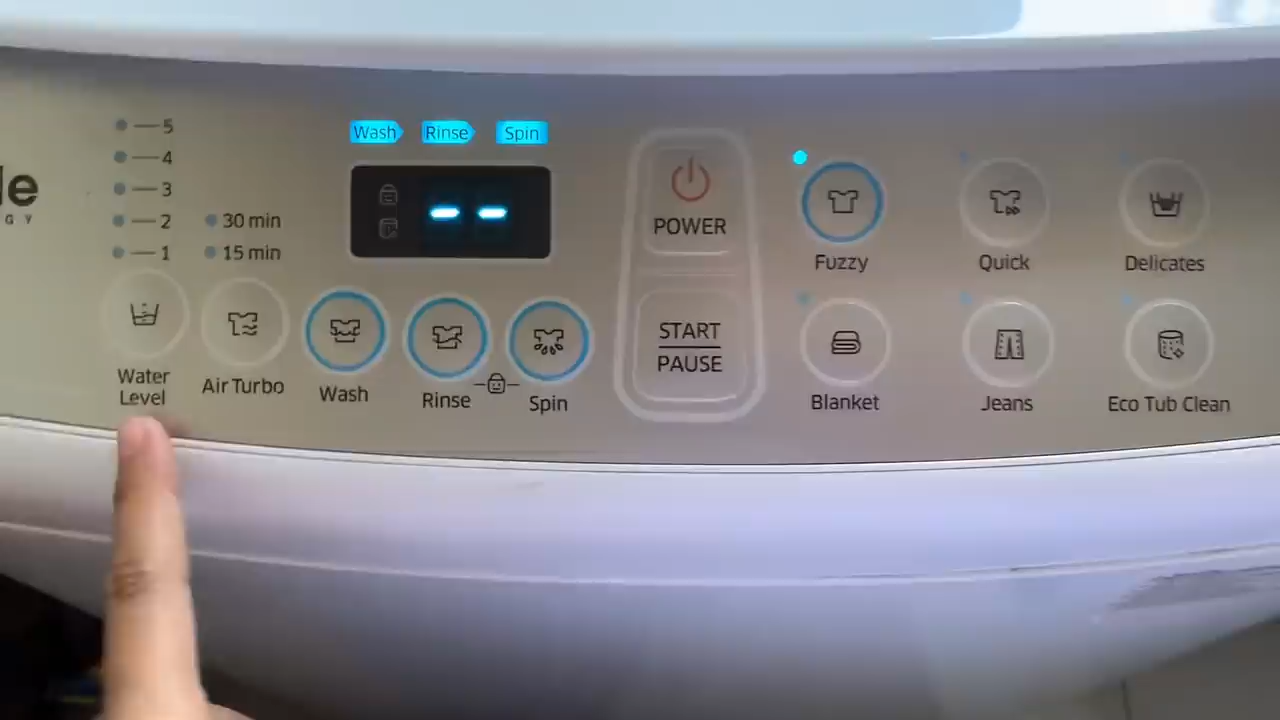 le
G Y
5
4
3
2
1
30 min
15 min
Water
Level
Air Turbo
Wash
Rinse
Spin
--
Wash
Rinse
Spin
POWER
START
PAUSE
Fuzzy
Quick
Delicates
Blanket
Jeans
Eco Tub Clean